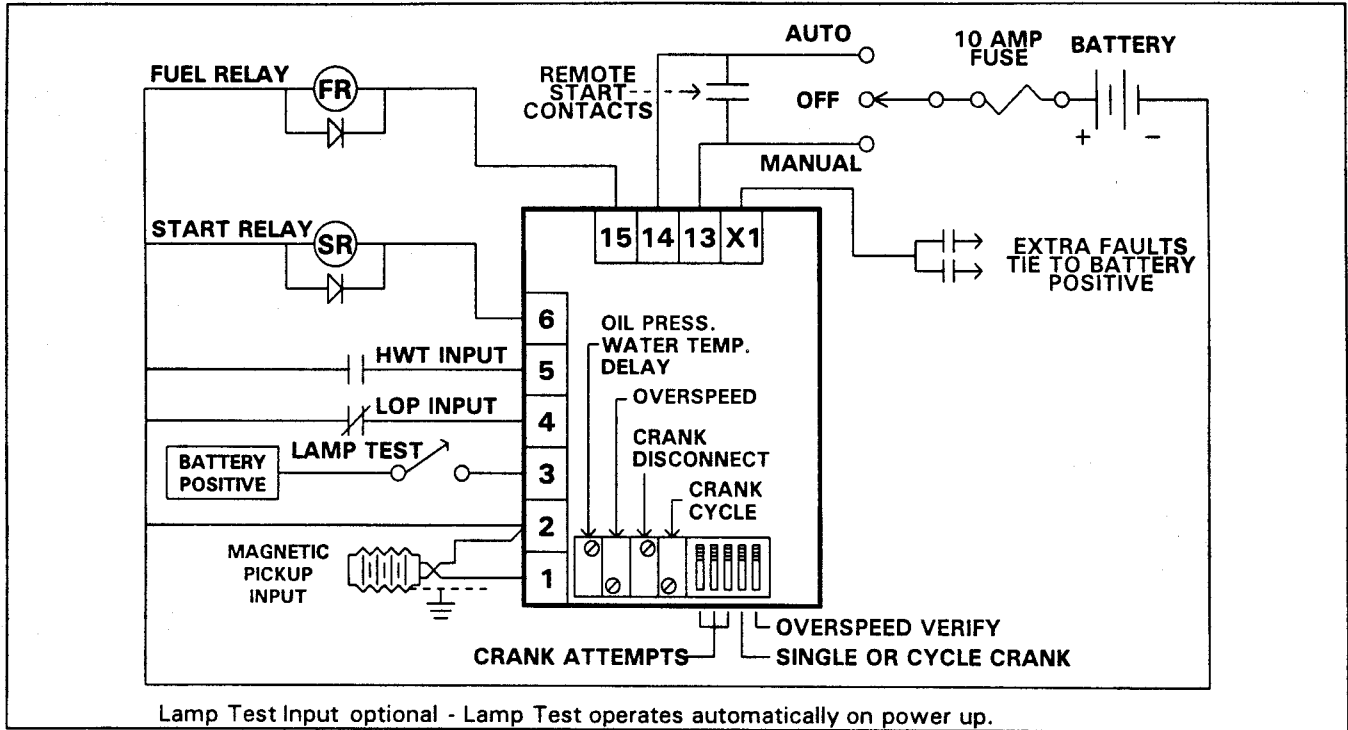 AUTO
10 AMP
FUSE
BATTERY
FUEL RELAY
FR
REMOTE
START
CONTACTS
OFF
+ −
MANUAL
START RELAY
SR
15 14 13 X1
EXTRA FAULTS
TIE TO BATTERY
POSITIVE
6
OIL PRESS.
WATER TEMP.
DELAY
HWT INPUT
5
OVERSPEED
LOP INPUT
4
CRANK
DISCONNECT
LAMP TEST
BATTERY
POSITIVE
3
CRANK
CYCLE
2
MAGNETIC
PICKUP
INPUT
1
OVERSPEED VERIFY
CRANK ATTEMPTS
SINGLE OR CYCLE CRANK
Lamp Test Input optional - Lamp Test operates automatically on power up.